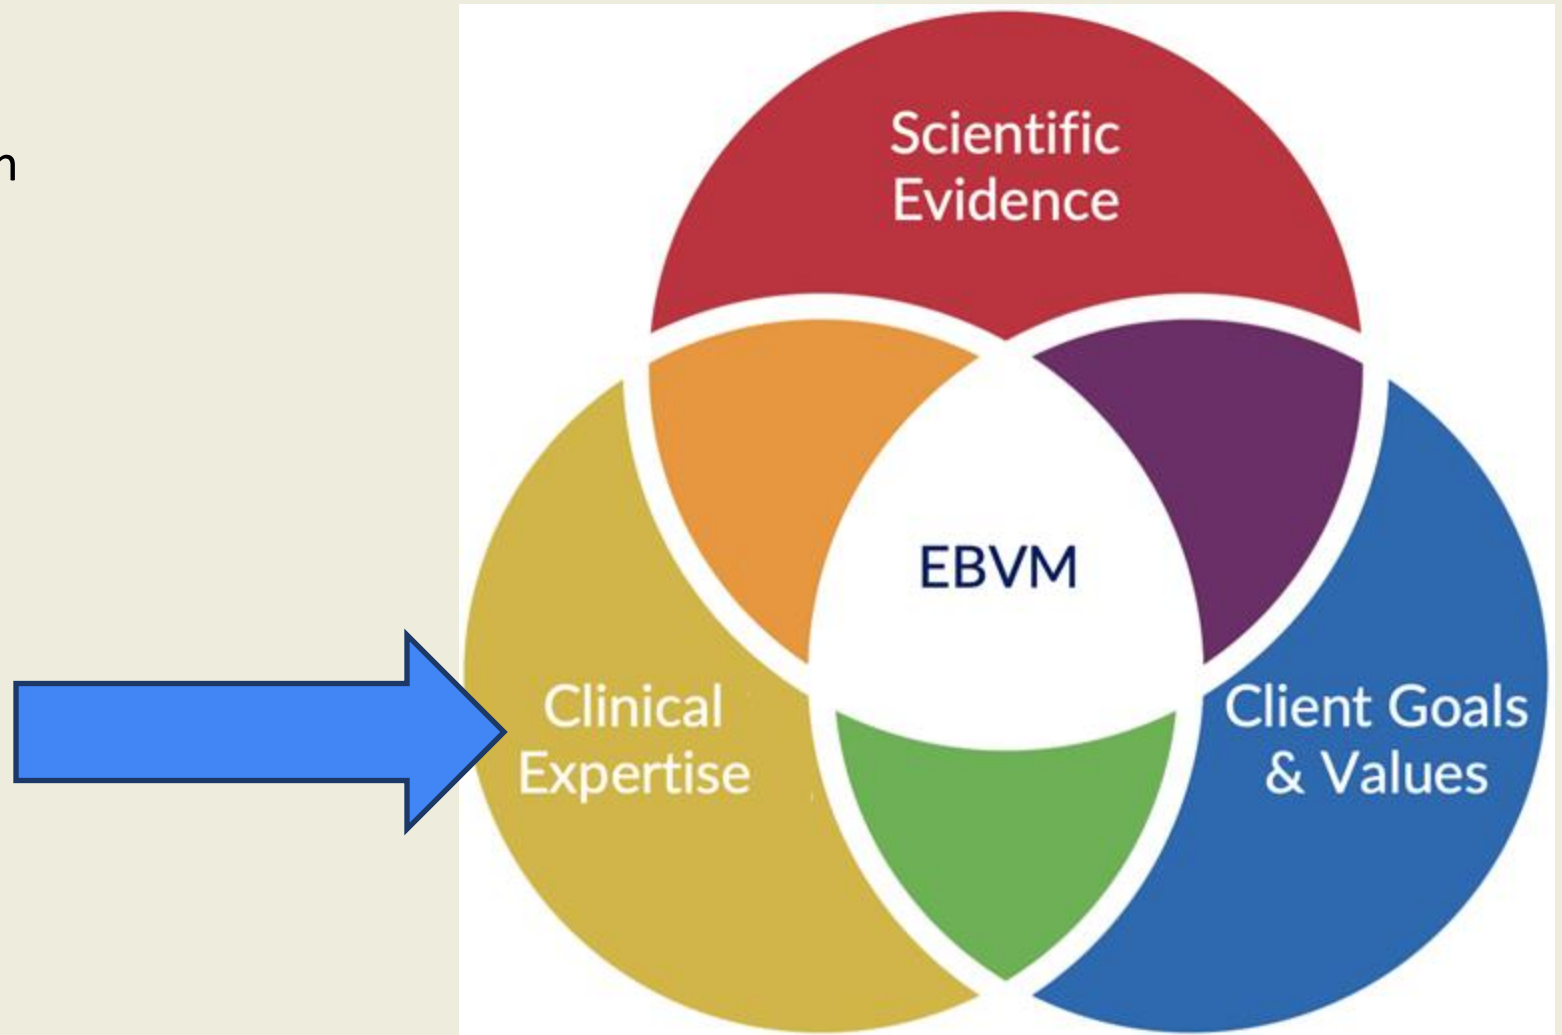 n
Scientific
Evidence
EBVM
Clinical
Expertise
Client Goals
& Values